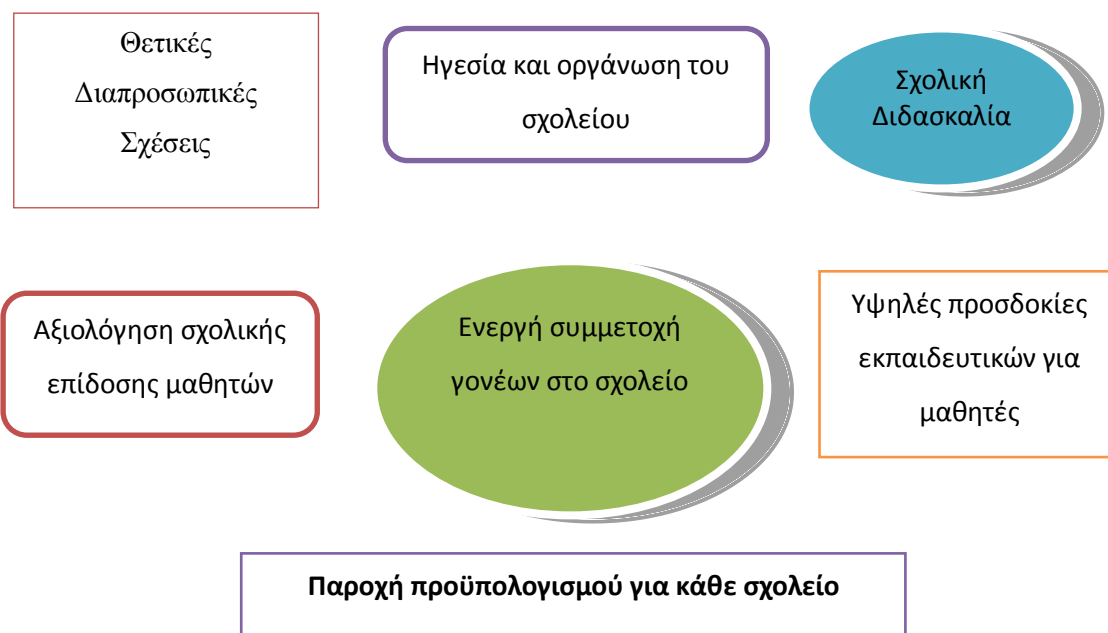 Θετικές
Διαπροσωπικές
Σχέσεις
Ηγεσία και οργάνωση του
σχολείου
Σχολική
Διδασκαλία
Αξιολόγηση σχολικής
επίδοσης μαθητών
Ενεργή συμμετοχή
γονέων στο σχολείο
Υψηλές προσδοκίες
εκπαιδευτικών για
μαθητές
Παροχή προϋπολογισμού για κάθε σχολείο